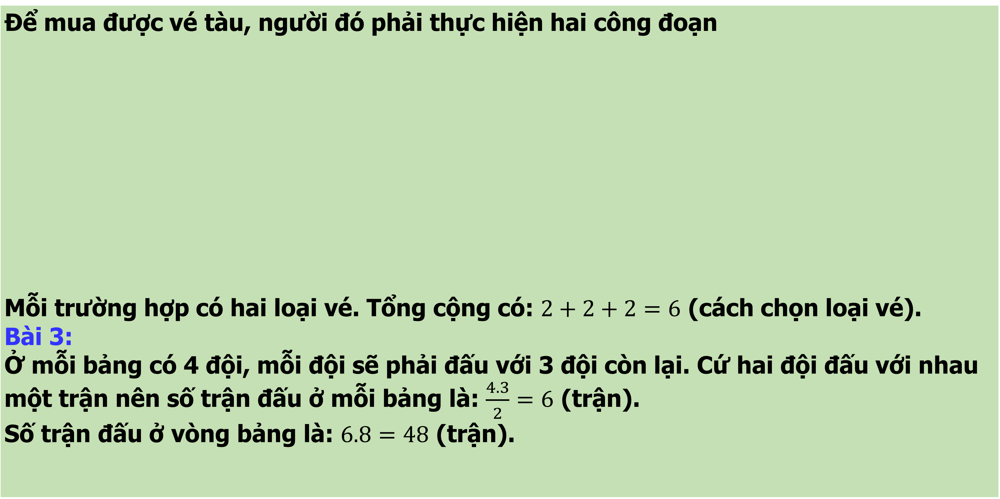 Để mua được vé tàu, người đó phải thực hiện hai công đoạn
Mỗi trường hợp có hai loại vé. Tổng cộng có: 2 + 2 + 2 = 6 (cách chọn loại vé).
Bài 3:
Ở mỗi bảng có 4 đội, mỗi đội sẽ phải đấu với 3 đội còn lại. Cứ hai đội đấu với nhau
một trận nên số trận đấu ở mỗi bảng là: \frac{4.3}{2} = 6 (trận).
Số trận đấu ở vòng bảng là: 6.8 = 48 (trận).